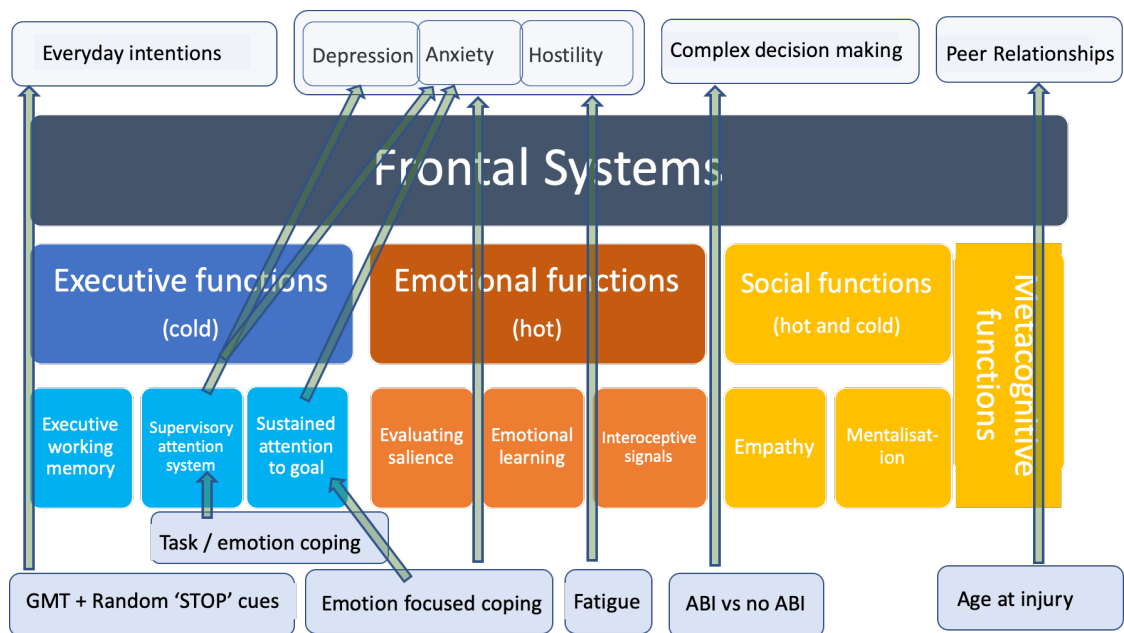 Everyday intentions
Depression
Anxiety
Hostility
Complex decision making
Peer Relationships
Frontal Systems
Executive functions
(cold)
Emotional functions
(hot)
Social functions
(hot and cold)
Metacognitive
functions
Executive
working
memory
Supervisory
attention
system
Sustained
attention
to goal
Evaluating
salience
Emotional
learning
Interoceptive
signals
Empathy
Mentalisat-
ion
Task / emotion coping
GMT + Random ‘STOP’ cues
Emotion focused coping
Fatigue
ABI vs no ABI
Age at injury